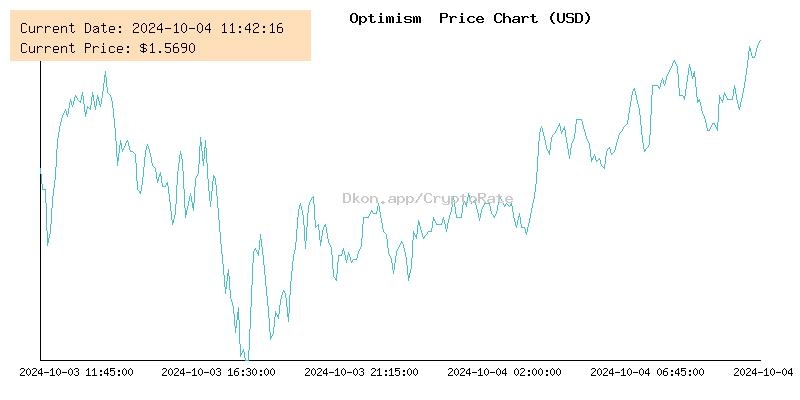 Optimism Price Chart (USD)
Current Date: 2024-10-04 11:42:16
Current Price: $1.5690
Dkon.app/CryptoRate
2024-10-03 11:45:00 2024-10-03 16:30:00 2024-10-03 21:15:00 2024-10-04 02:00:00 2024-10-04 06:45:00 2024-10-04